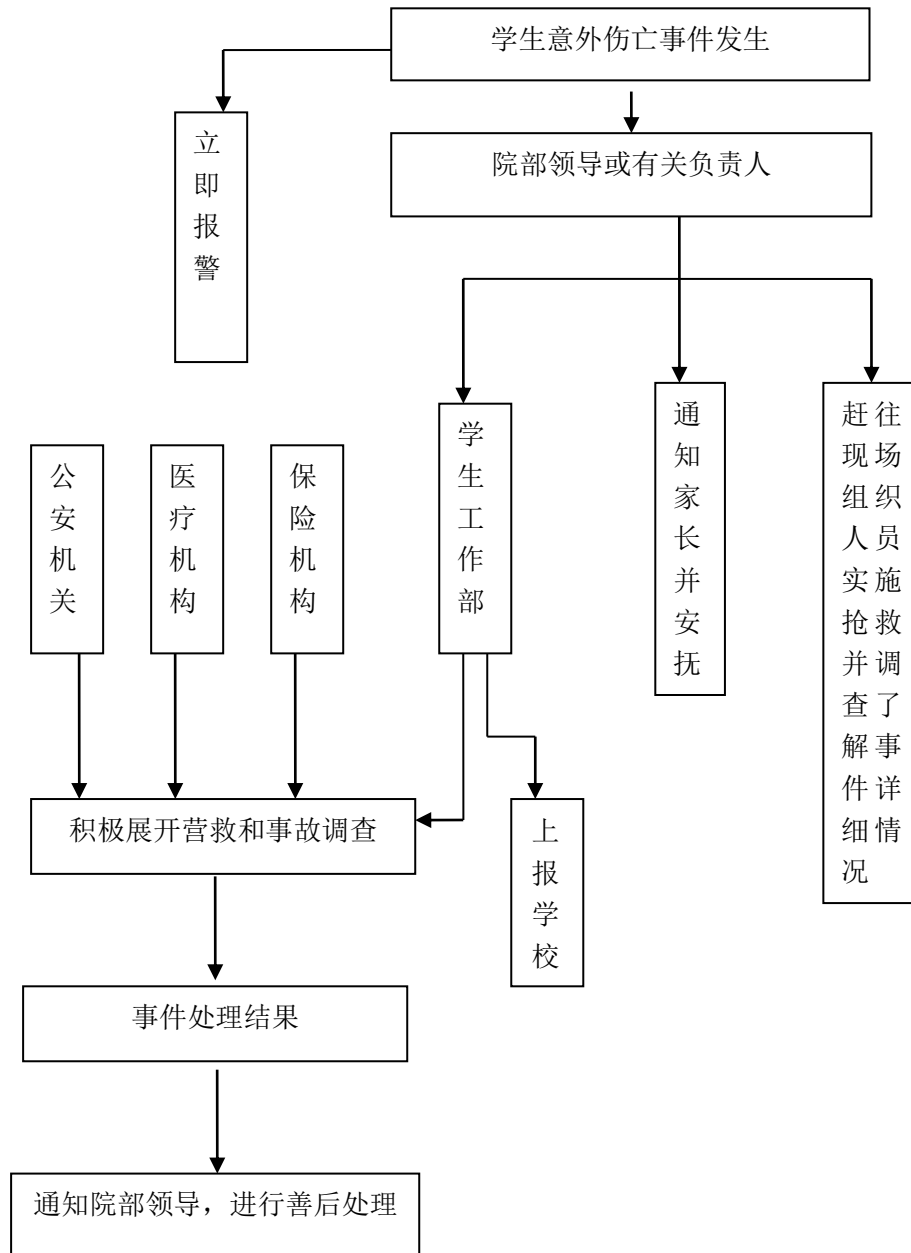 学生意外伤亡事件发生
立即报警
院部领导或有关负责人
公安机关
医疗机构
保险机构
学生工作部
通知家长并安抚
赶往现场组织人员实施抢救并调查了解事件详细情况
积极展开营救和事故调查
上报学校
事件处理结果
通知院部领导，进行善后处理